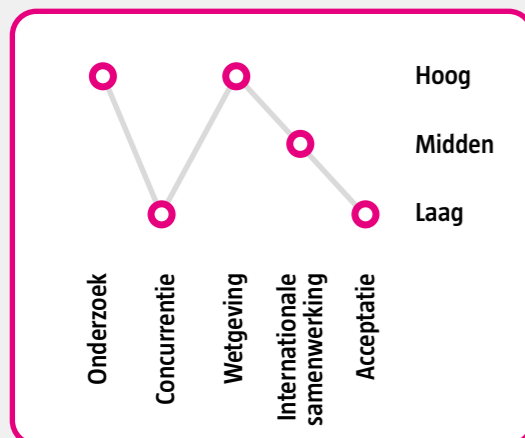 Hoog
Midden
Laag
Onderzoek
Concurrentie
Wetgeving
Internationale
samenwerking
Acceptatie